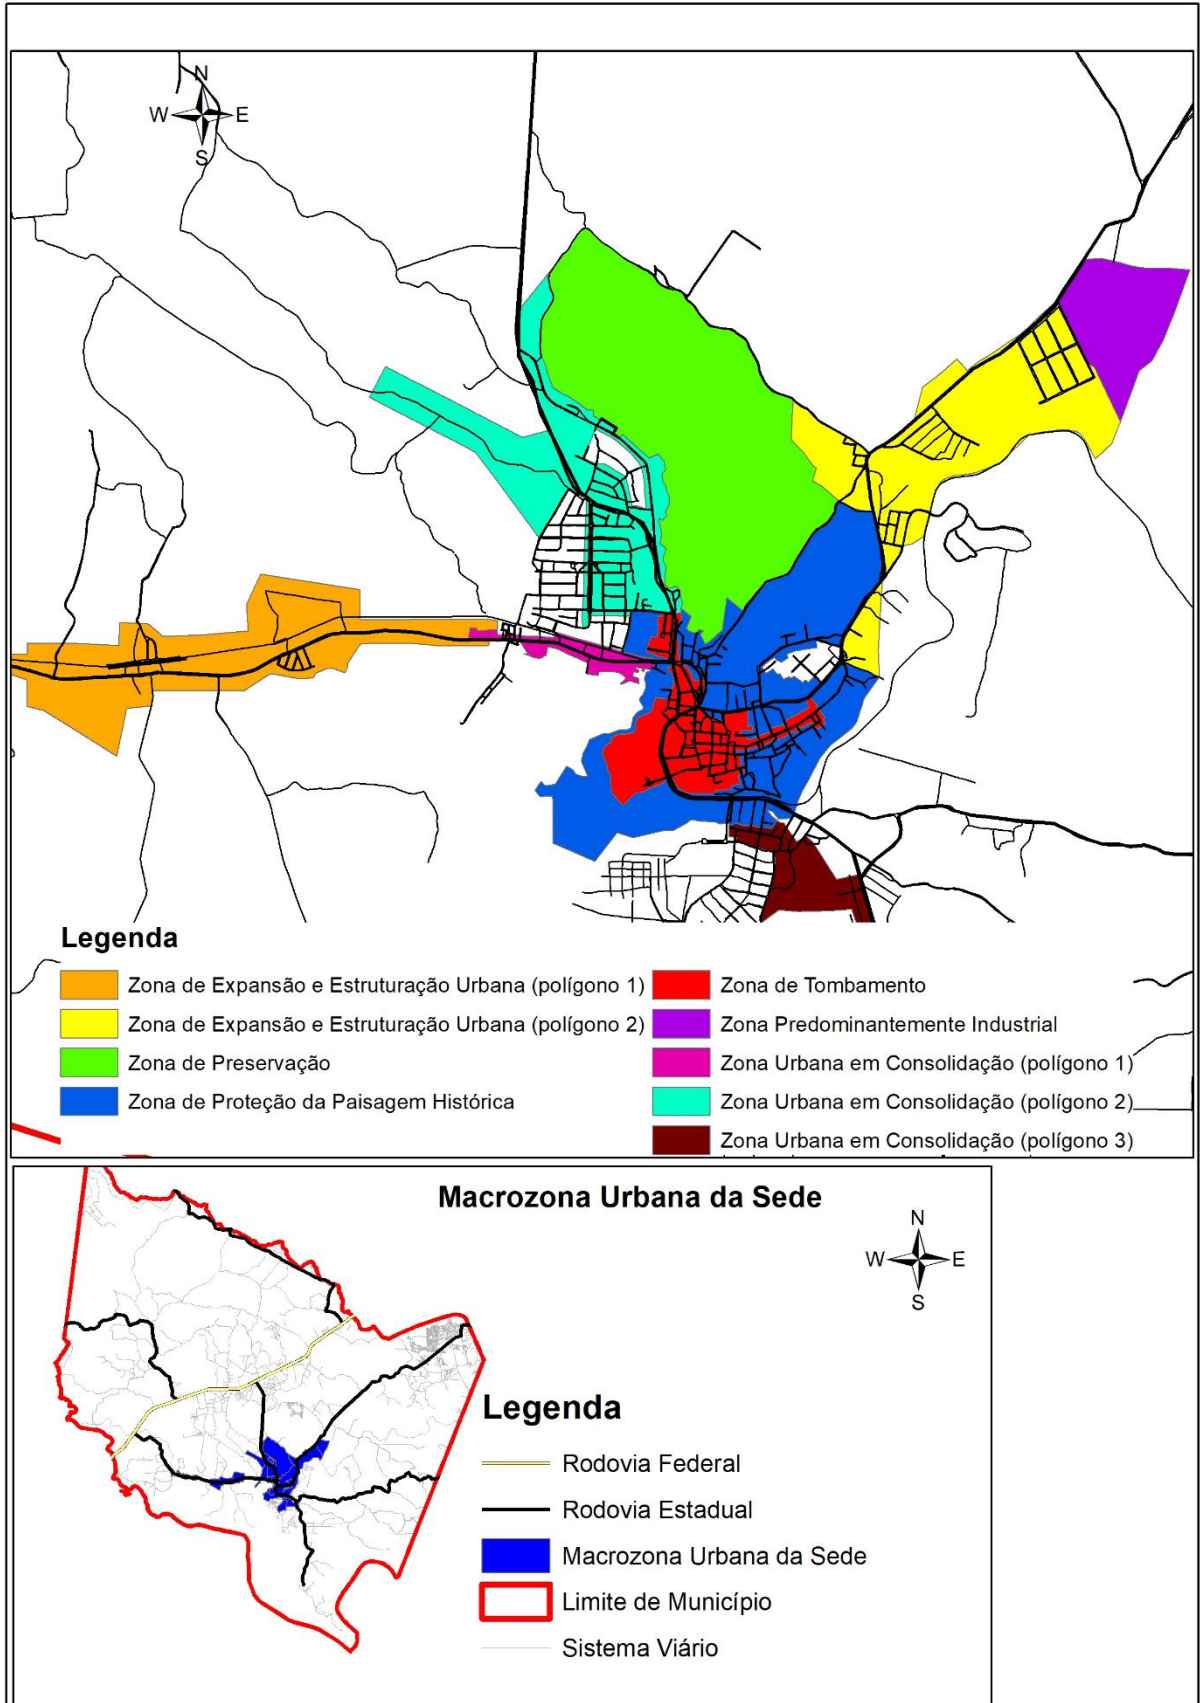 N
W E
S
Legenda
Zona de Expansão e Estruturação Urbana (polígono 1)
Zona de Expansão e Estruturação Urbana (polígono 2)
Zona de Preservação
Zona de Proteção da Paisagem Histórica
Zona de Tombamento
Zona Predominantemente Industrial
Zona Urbana em Consolidação (polígono 1)
Zona Urbana em Consolidação (polígono 2)
Zona Urbana em Consolidação (polígono 3)
Macrozona Urbana da Sede
N
W E
S
Legenda
Rodovia Federal
Rodovia Estadual
Macrozona Urbana da Sede
Limite de Município
Sistema Viário